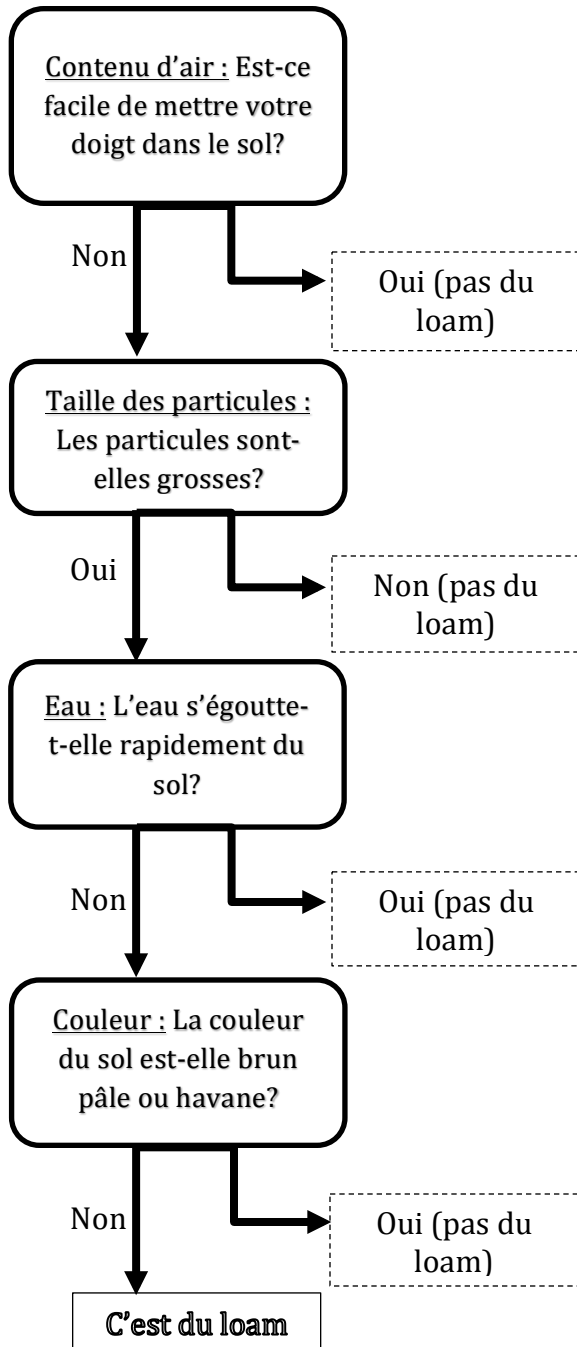 Contenu d’air : Est-ce
facile de mettre votre
doigt dans le sol?
Non
Oui (pas du
loam)
Taille des particules :
Les particules sont-
elles grosses?
Oui
Non (pas du
loam)
Eau : L’eau s’égoutte-
t-elle rapidement du
sol?
Non
Oui (pas du
loam)
Couleur : La couleur
du sol est-elle brun
pâle ou havane?
Non
Oui (pas du
loam)
C’est du loam